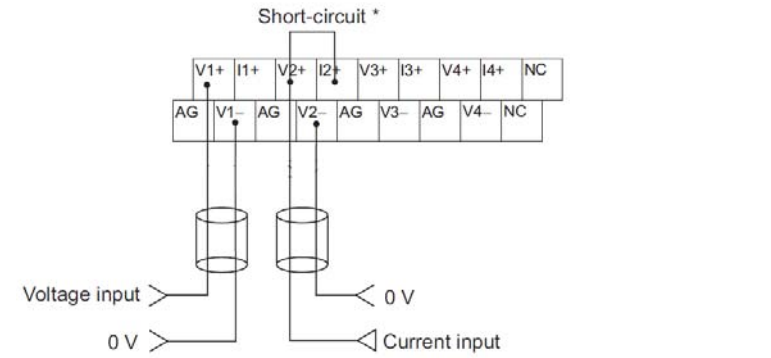 Short-circuit *
V1+ I1+ V2+ I2+ V3+ I3+ V4+ I4+ NC
AG V1– AG V2– AG V3– AG V4– NC
Voltage input
0 V
0 V
Current input